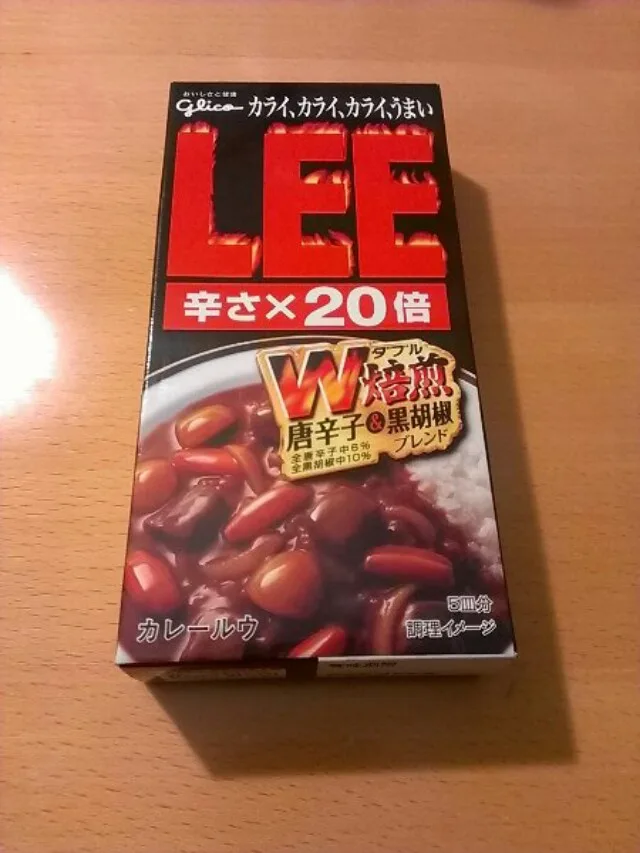 おいしさと健康
glico カライ、カライ、カライ、うまい
LEE
辛さ×20倍
ダブル
W焙煎
唐辛子&黒胡椒
ブレンド
全唐辛子中5%
全黒胡椒中10%
5皿分
カレールウ
調理イメージ